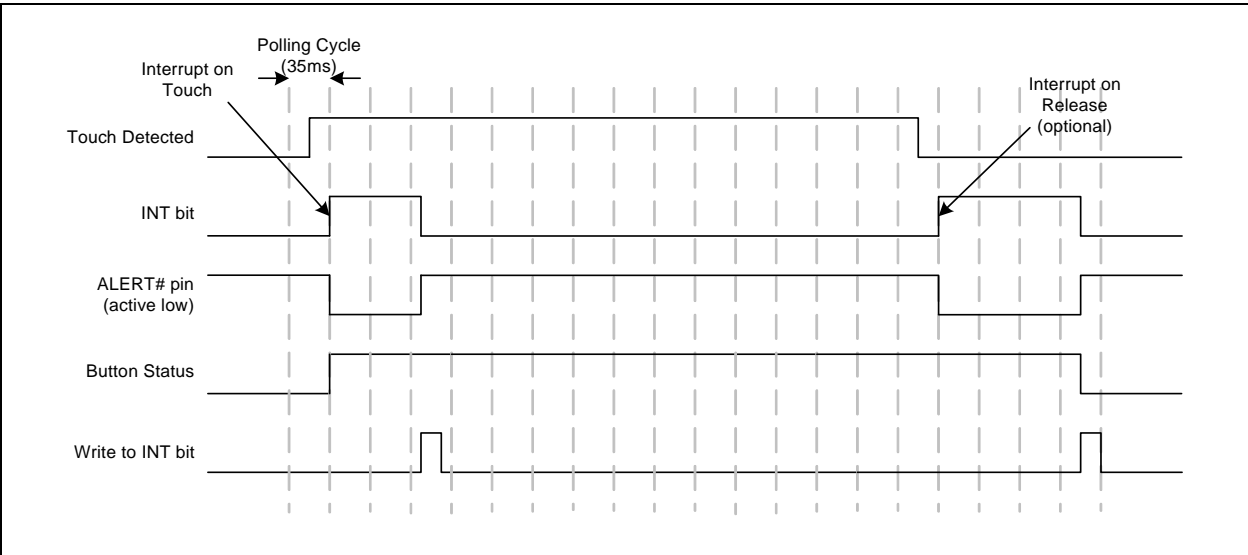 Polling Cycle
(35ms)
Interrupt on
Touch
Interrupt on
Release
(optional)
Touch Detected
INT bit
ALERT# pin
(active low)
Button Status
Write to INT bit